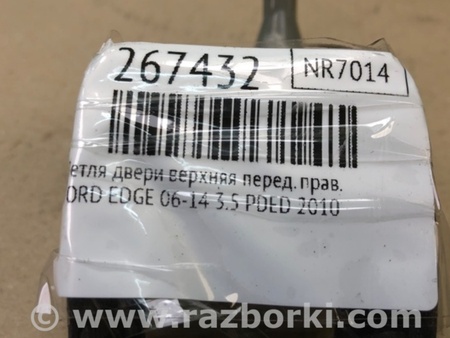 267432 NR7014
етля двери верхняя перед. прав.
ORD EDGE 06-14 3.5 PDED 2010
www.razborki.com